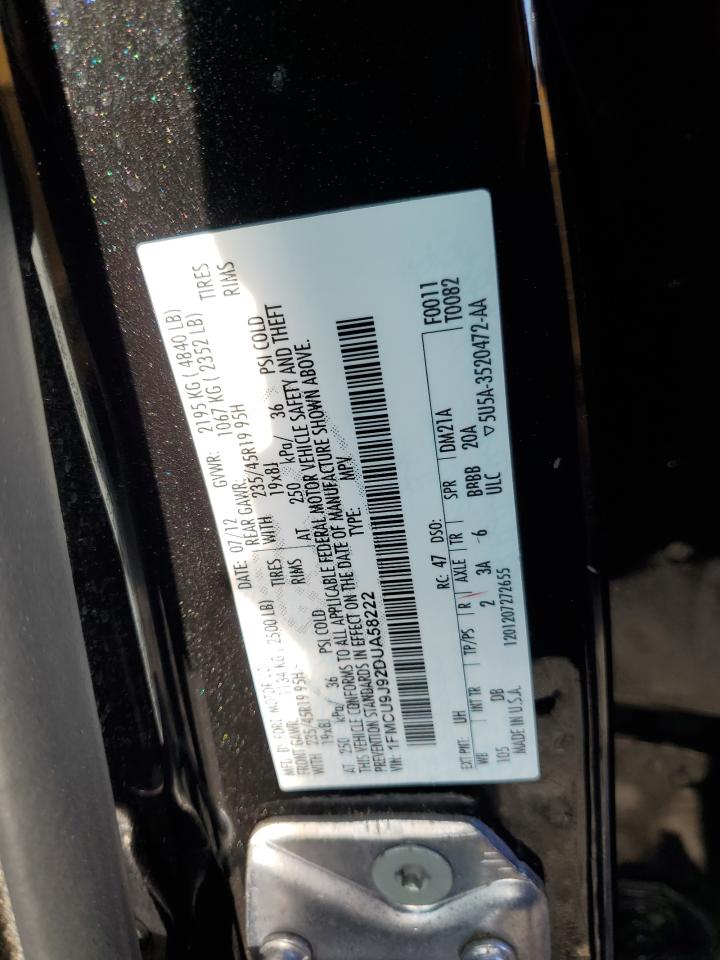 MFD. BY FORD MOTOR CO. DATE: 07/12 GVWR: 2195 KG ( 4840 LB)
FRONT GAWR: 1134 KG ( 2500 LB) REAR GAWR: 1067 KG ( 2352 LB)
WITH 235/45R19 95H TIRES WITH 235/45R19 95H TIRES
19x8J RIMS 19x8J RIMS
AT 250 kPa/ 36 PSI COLD AT 250 kPa/ 36 PSI COLD
THIS VEHICLE CONFORMS TO ALL APPLICABLE FEDERAL MOTOR VEHICLE SAFETY AND THEFT
PREVENTION STANDARDS IN EFFECT ON THE DATE OF MANUFACTURE SHOWN ABOVE.
VIN: 1FMCU9J92DUA58222 TYPE: MPV
F0011
T0082
EXT PNT: UH RC: 47 DSO:
WB INT TR TP/PS R AXLE TR SPR DM21A
105 DB 2 3A 6 BRBB 20A
MADE IN U.S.A. 1201207272655 ULC ▽5U5A-3520472-AA